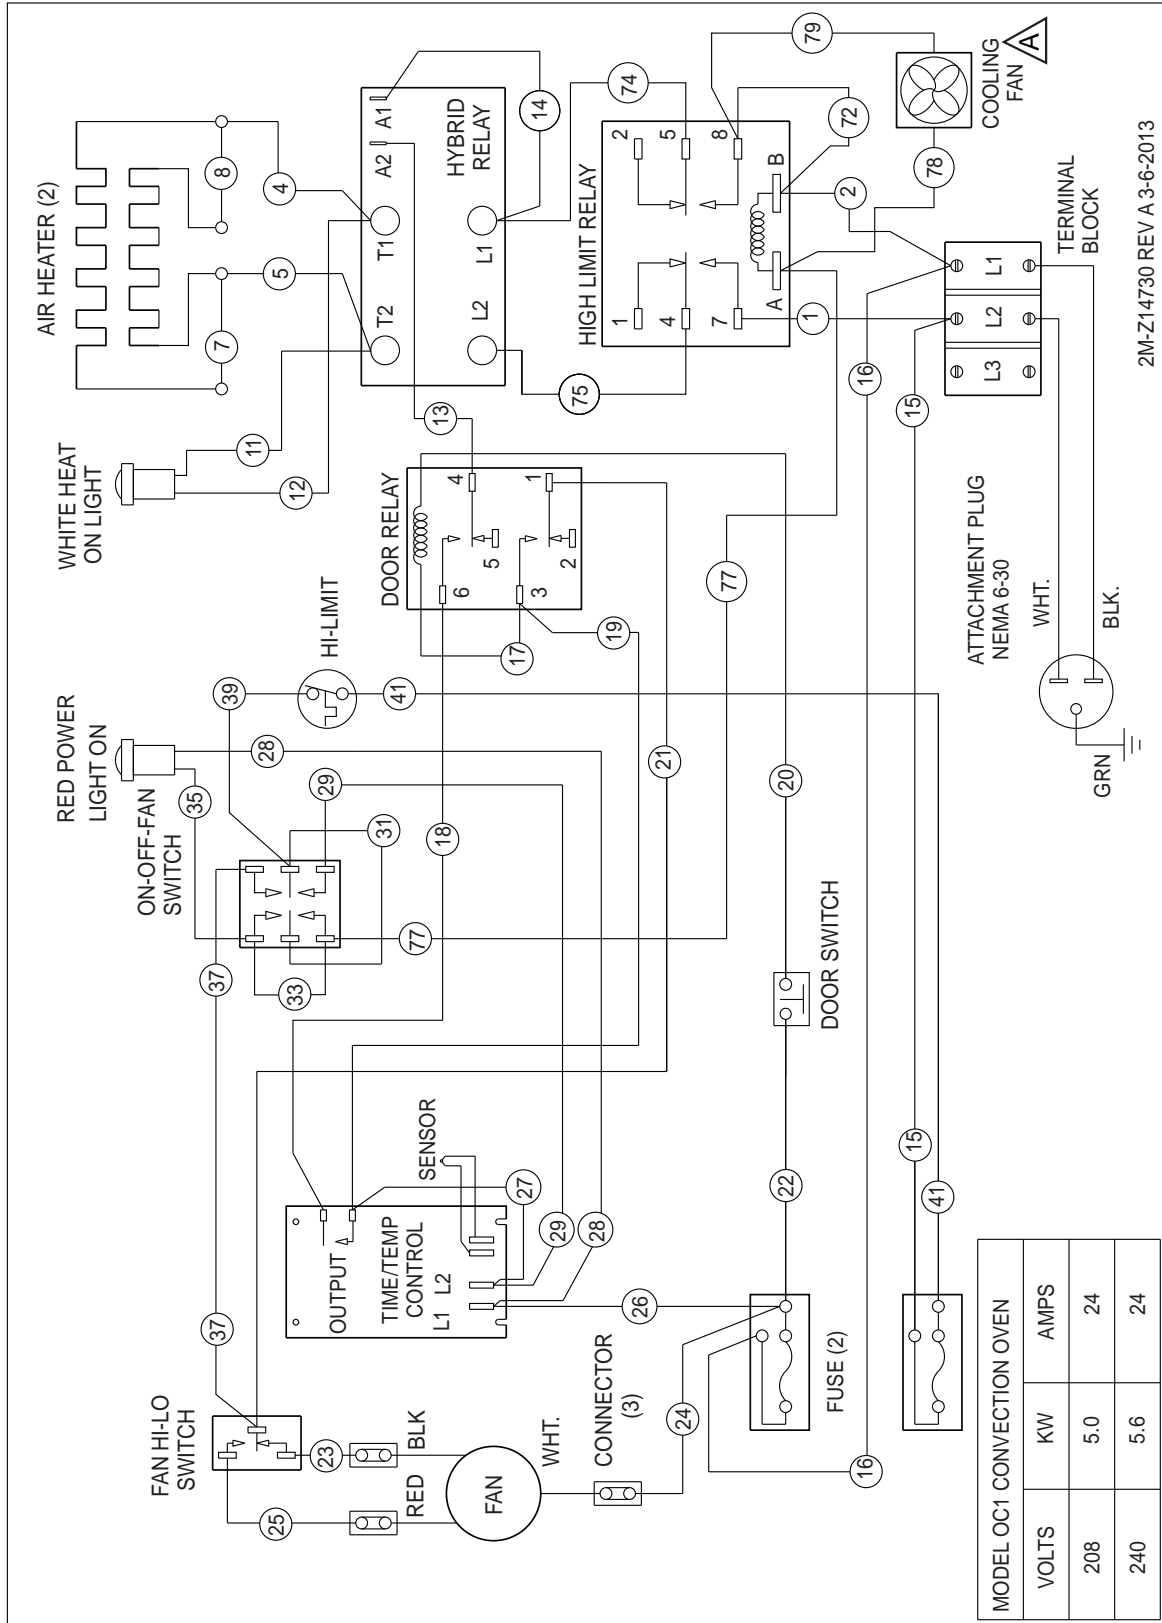 AIR HEATER (2)
8
4
5
7
WHITE HEAT
ON LIGHT
11
12
A1
A2
T1
T2
HYBRID
RELAY
L1
L2
14
74
79
13
75
COOLING
FAN
A
HIGH LIMIT RELAY
2
5
8
1
4
7
A
B
72
78
2
1
TERMINAL
BLOCK
L1
L2
L3
16
15
2M-Z14730 REV A 3-6-2013
DOOR RELAY
4
1
5
2
6
3
17
19
77
ATTACHMENT PLUG
NEMA 6-30
WHT.
BLK.
GRN
HI-LIMIT
39
41
RED POWER
LIGHT ON
28
35
29
31
ON-OFF-FAN
SWITCH
37
33
77
18
21
20
DOOR SWITCH
22
SENSOR
27
29
28
OUTPUT
TIME/TEMP
CONTROL
L1 L2
26
15
41
37
FAN HI-LO
SWITCH
23
BLK
25
RED
FAN
WHT.
CONNECTOR
(3)
24
FUSE (2)
16
MODEL OC1 CONVECTION OVEN
VOLTS KW AMPS
208 5.0 24
240 5.6 24